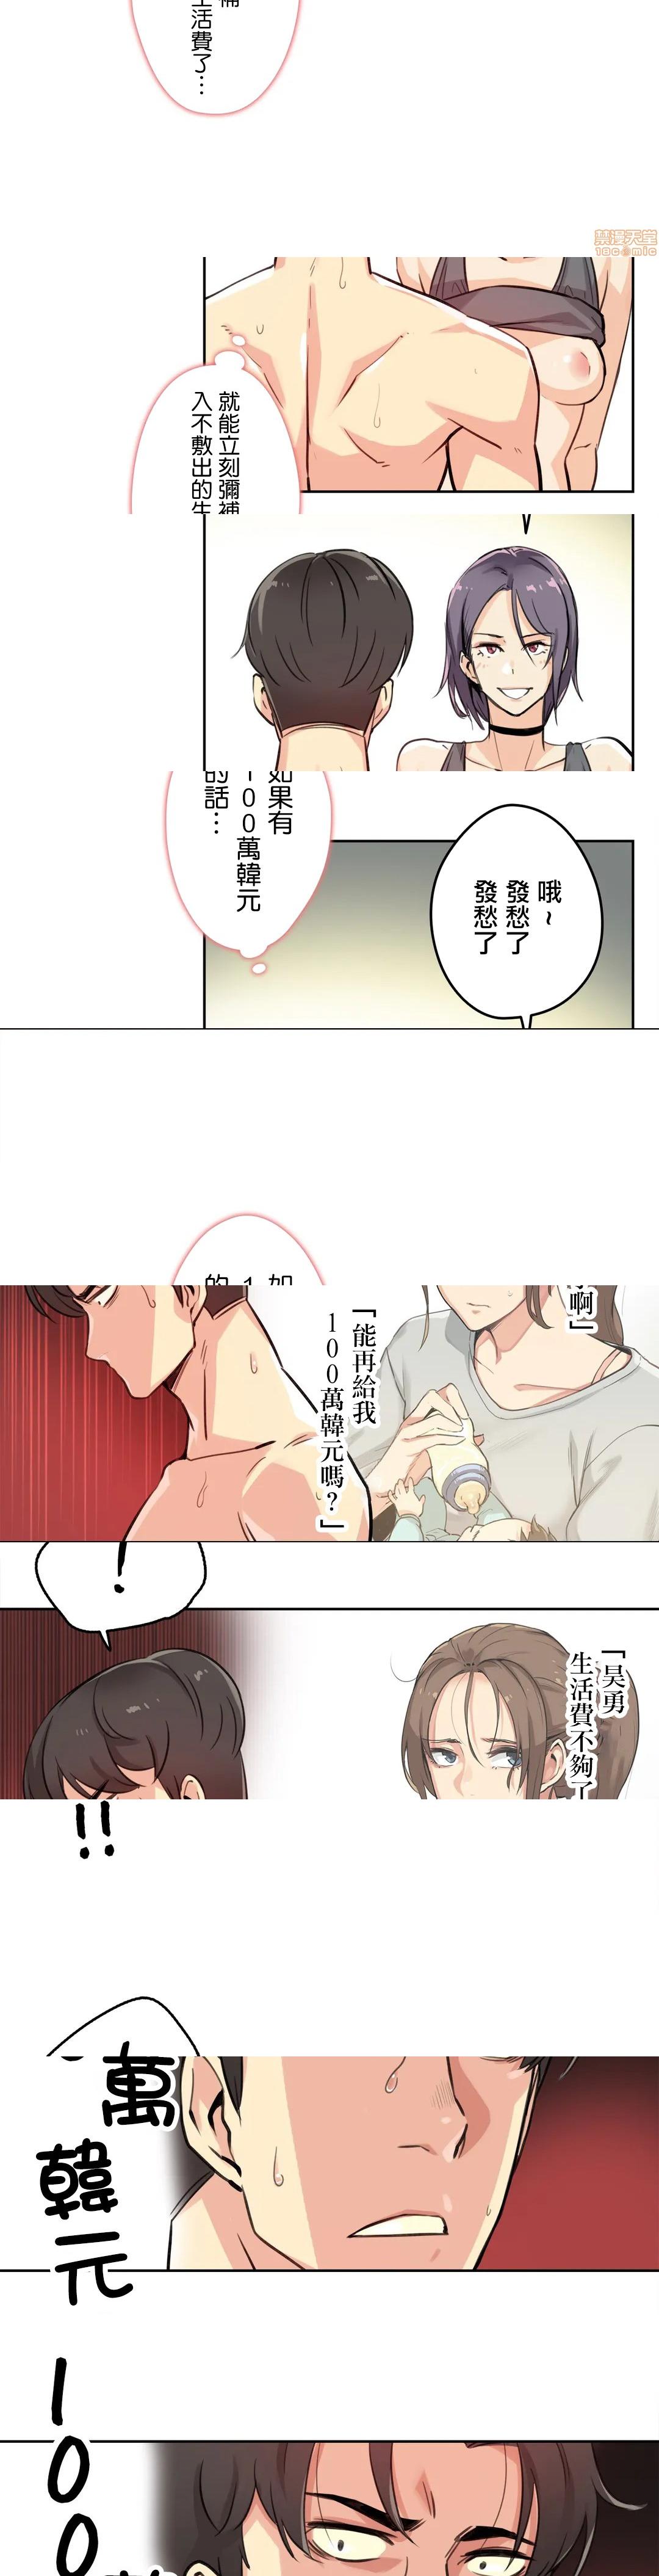 補
生活費了…
禁漫天堂
18comic
就能立刻彌補
入不敷出的生
如果有
100萬韓元
的話…
哦~
發愁了
發愁了
啊」
「能再給我
100萬韓元嗎?」
!
「昊勇
生活費不夠了
!!
萬
韓
元
100